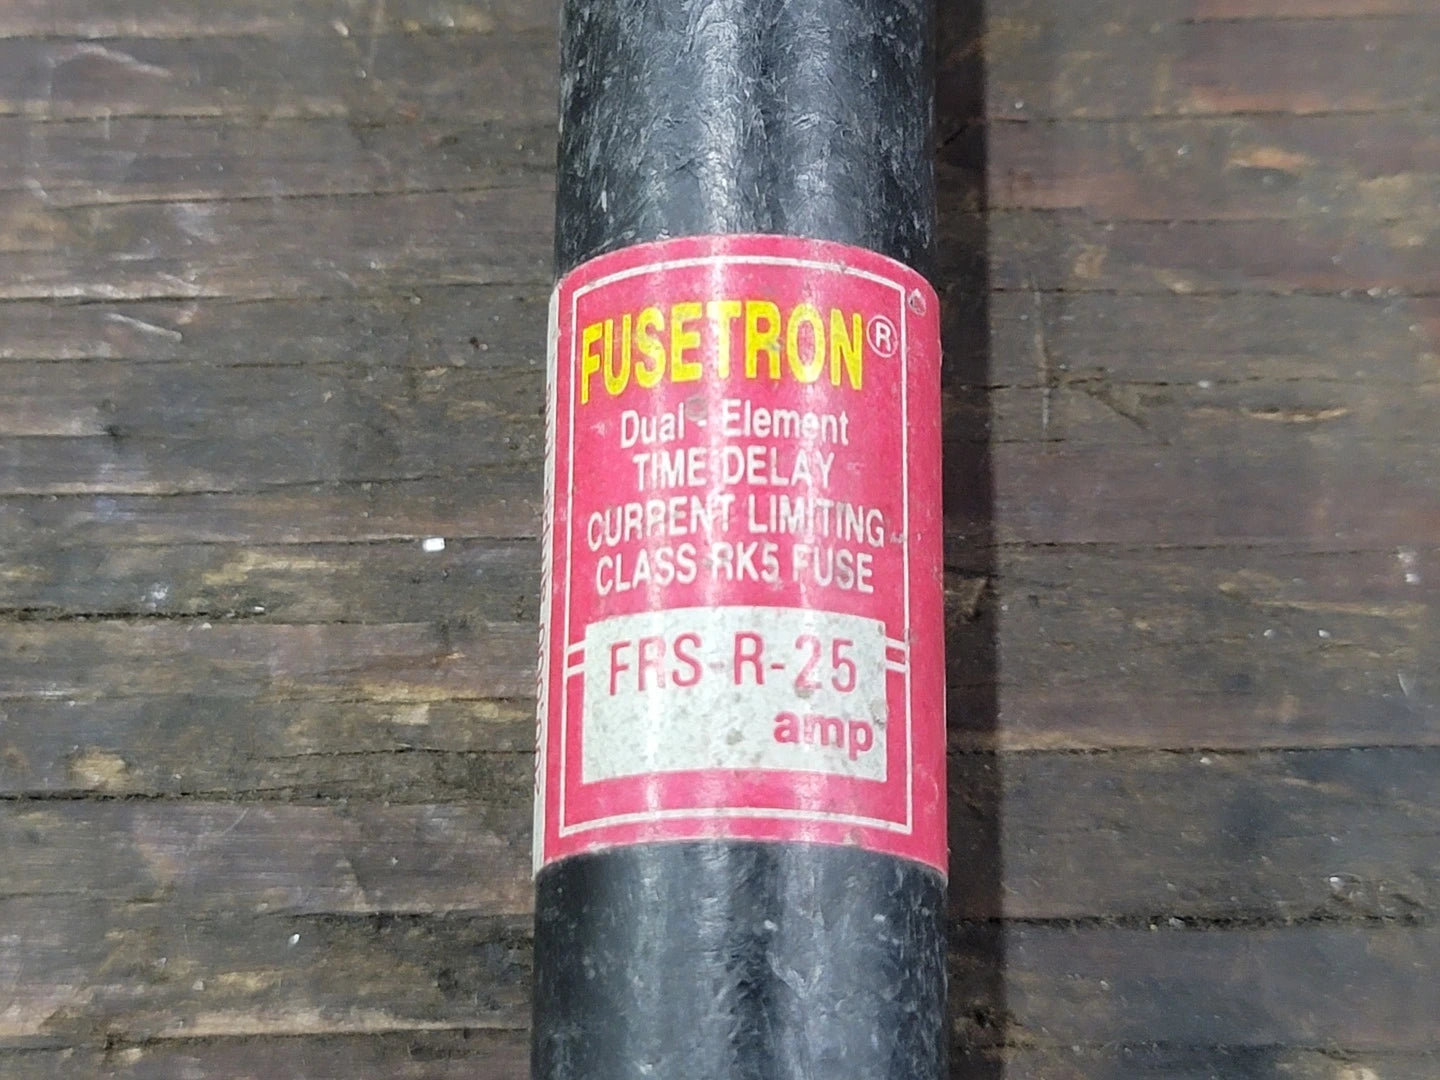 FUSETRON®
Dual - Element
TIME DELAY
CURRENT LIMITING
CLASS RK5 FUSE
FRS-R-25
amp